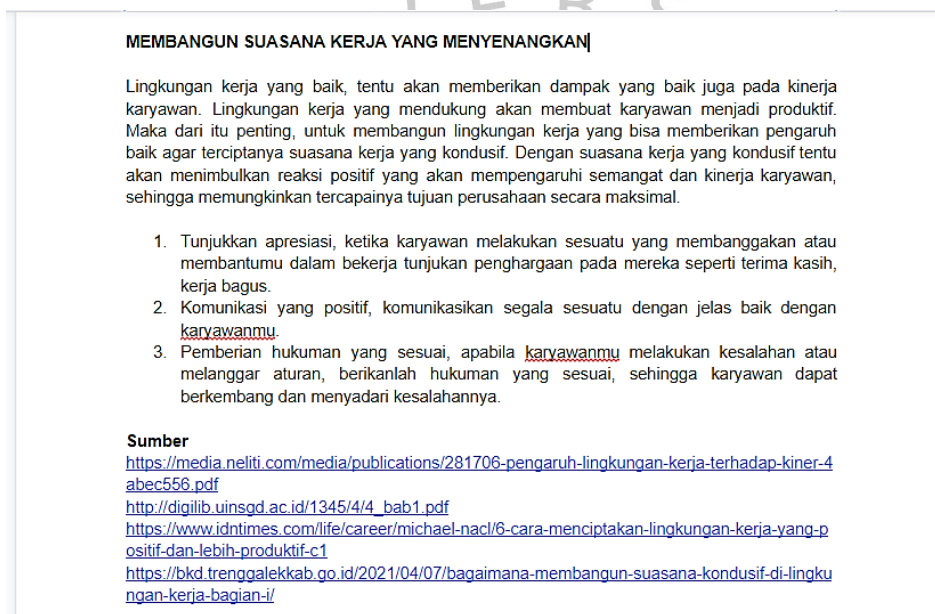 MEMBANGUN SUASANA KERJA YANG MENYENANGKAN
Lingkungan kerja yang baik, tentu akan memberikan dampak yang baik juga pada kinerja
karyawan. Lingkungan kerja yang mendukung akan membuat karyawan menjadi produktif.
Maka dari itu penting, untuk membangun lingkungan kerja yang bisa memberikan pengaruh
baik agar terciptanya suasana kerja yang kondusif. Dengan suasana kerja yang kondusif tentu
akan menimbulkan reaksi positif yang akan mempengaruhi semangat dan kinerja karyawan,
sehingga memungkinkan tercapainya tujuan perusahaan secara maksimal.
1. Tunjukkan apresiasi, ketika karyawan melakukan sesuatu yang membanggakan atau
membantumu dalam bekerja tunjukan penghargaan pada mereka seperti terima kasih,
kerja bagus.
2. Komunikasi yang positif, komunikasikan segala sesuatu dengan jelas baik dengan
karyawanmu.
3. Pemberian hukuman yang sesuai, apabila karyawanmu melakukan kesalahan atau
melanggar aturan, berikanlah hukuman yang sesuai, sehingga karyawan dapat
berkembang dan menyadari kesalahannya.
Sumber
https://media.neliti.com/media/publications/281706-pengaruh-lingkungan-kerja-terhadap-kiner-4
abec556.pdf
http://digilib.uinsgd.ac.id/1345/4/4_bab1.pdf
https://www.idntimes.com/life/career/michael-nacl/6-cara-menciptakan-lingkungan-kerja-yang-p
ositif-dan-lebih-produktif-c1
https://bkd.trenggalekkab.go.id/2021/04/07/bagaimana-membangun-suasana-kondusif-di-lingku
ngan-kerja-bagian-i/